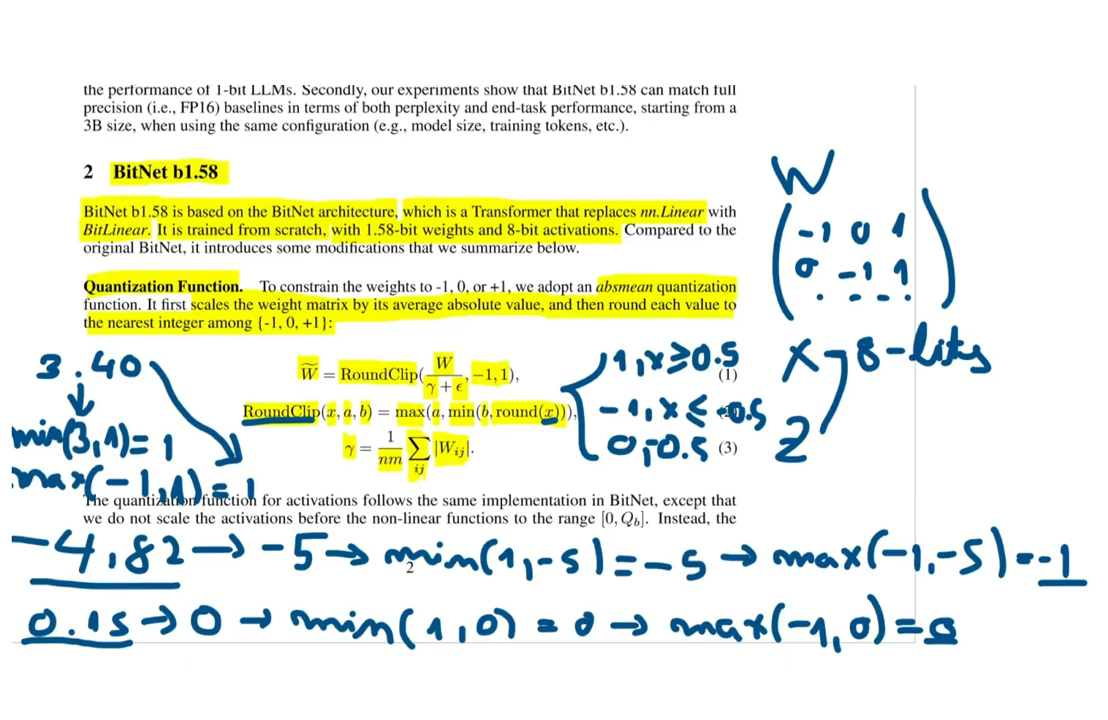 the performance of 1-bit LLMs. Secondly, our experiments show that BitNet b1.58 can match full
precision (i.e., FP16) baselines in terms of both perplexity and end-task performance, starting from a
3B size, when using the same configuration (e.g., model size, training tokens, etc.).
2 BitNet b1.58
BitNet b1.58 is based on the BitNet architecture, which is a Transformer that replaces nn.Linear with
BitLinear. It is trained from scratch, with 1.58-bit weights and 8-bit activations. Compared to the
original BitNet, it introduces some modifications that we summarize below.
Quantization Function. To constrain the weights to -1, 0, or +1, we adopt an absmean quantization
function. It first scales the weight matrix by its average absolute value, and then round each value to
the nearest integer among {-1, 0, +1}:
W̃ = RoundClip(W/(γ + ϵ), −1, 1), (1)
RoundClip(x, a, b) = max(a, min(b, round(x))),
γ = 1/nm ∑ij |Wij|. (3)
The quantization function for activations follows the same implementation in BitNet, except that
we do not scale the activations before the non-linear functions to the range [0, Qb]. Instead, the
2
W
-1 0 1
0 -1 1
. - - .
1, x ≥ 0.5
-1, x ≤ -0.5
X 8-bits
Z
3.40
min(3,1)= 1
max(-1,1)= 1
-4,82 → -5 → min(1,-5)= -5 → max(-1,-5)= -1
0.15 → 0 → min(1,0) = 0 → max(-1,0)= 0